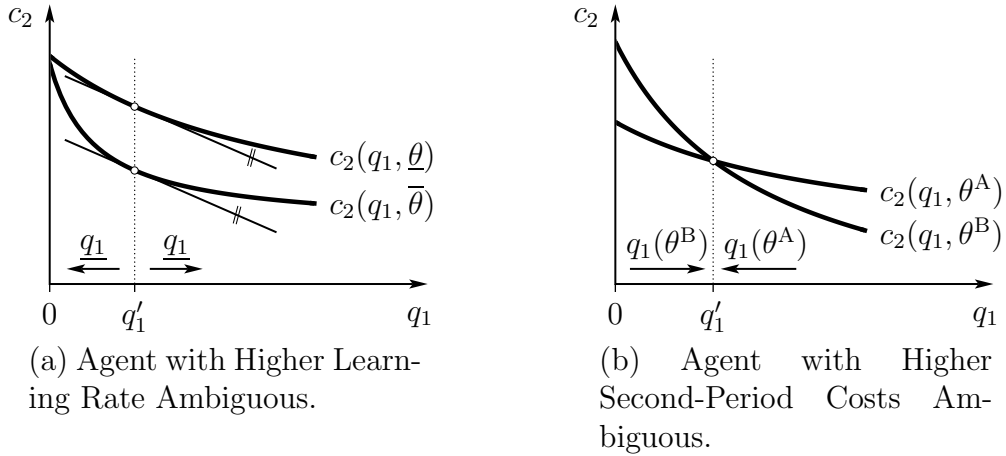 c₂
c₂(q₁, θ̲)
c₂(q₁, θ̅)
q₁ q₁
0 q₁′ q₁
(a) Agent with Higher Learn-
ing Rate Ambiguous.
c₂
c₂(q₁, θᴬ)
c₂(q₁, θᴮ)
q₁(θᴮ) q₁(θᴬ)
0 q₁′ q₁
(b) Agent with Higher
Second-Period Costs Am-
biguous.